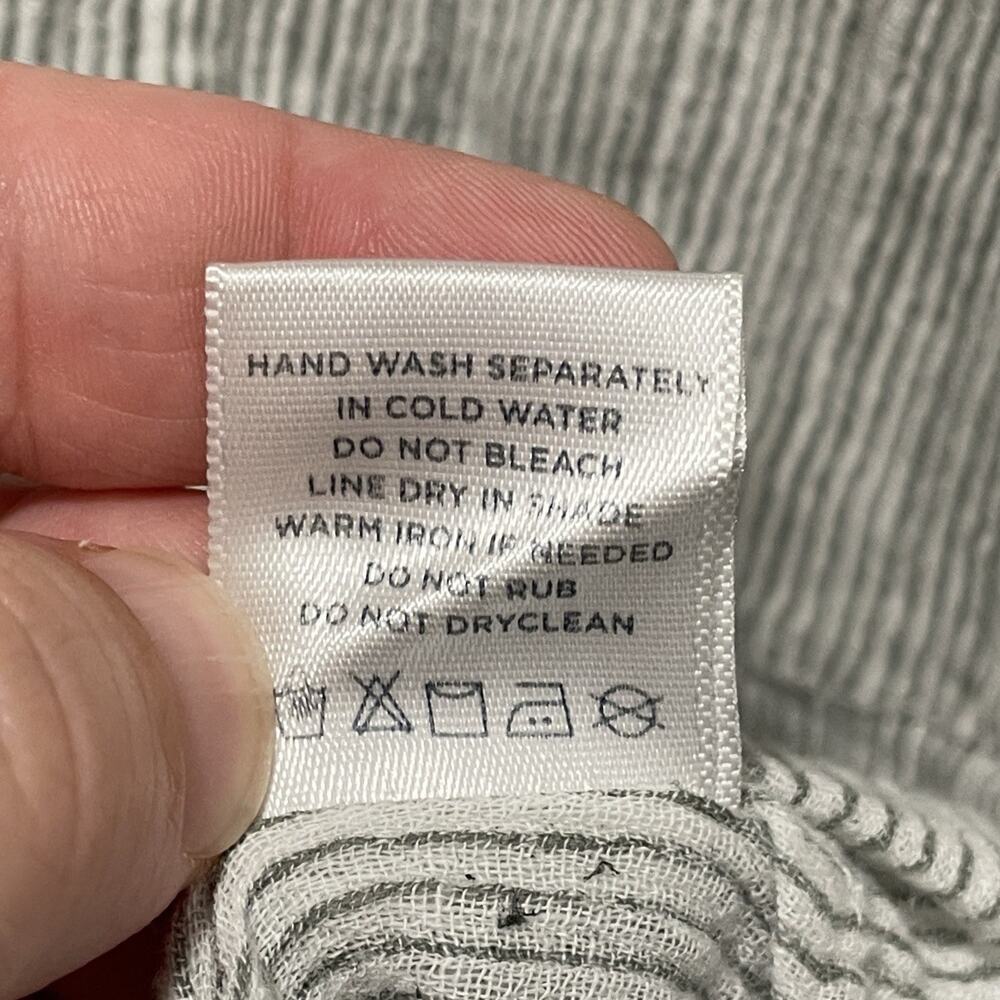 HAND WASH SEPARATELY
IN COLD WATER
DO NOT BLEACH
LINE DRY IN SHADE
WARM IRON IF NEEDED
DO NOT RUB
DO NOT DRYCLEAN